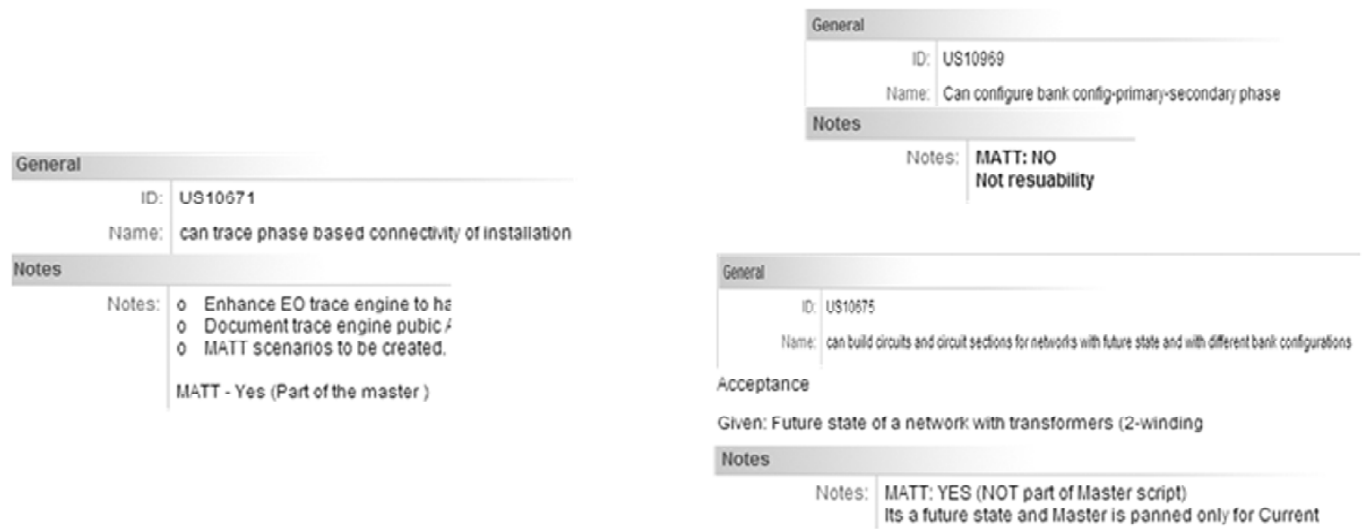 General
ID: US10671
Name: can trace phase based connectivity of installation
Notes
Notes: o Enhance EO trace engine to ha
o Document trace engine pubic A
o MATT scenarios to be created.
MATT - Yes (Part of the master )
General
ID: US10969
Name: Can configure bank config-primary-secondary phase
Notes
Notes: MATT: NO
Not resuability
General
ID: US10675
Name: can build circuits and circuit sections for networks with future state and with different bank configurations
Acceptance
Given: Future state of a network with transformers (2-winding
Notes
Notes: MATT: YES (NOT part of Master script)
Its a future state and Master is panned only for Current